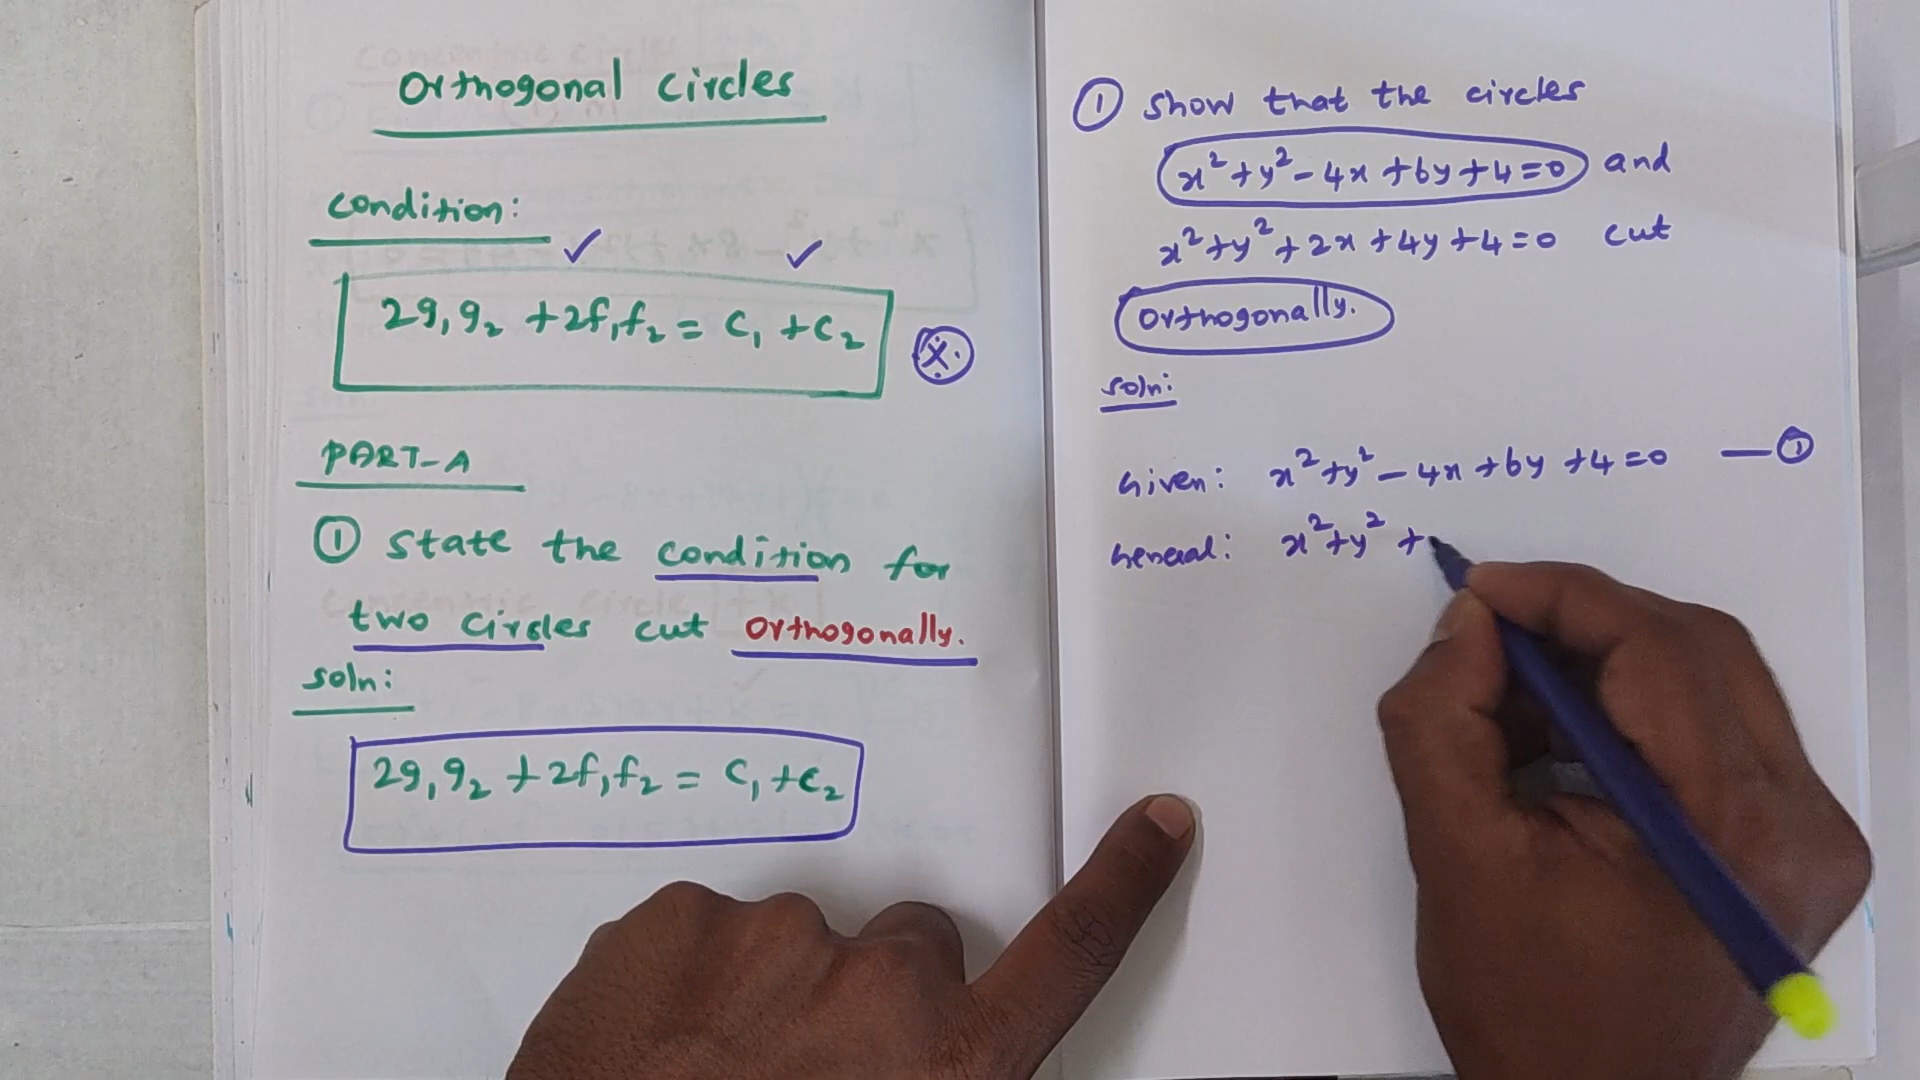 Orthogonal Circles
Condition:
2g₁g₂ + 2f₁f₂ = C₁ + C₂
PART-A
① State the condition for
two circles cut orthogonally.
Soln:
2g₁g₂ + 2f₁f₂ = C₁ + C₂
① Show that the circles
x² + y² - 4x + 6y + 4 = 0 and
x² + y² + 2x + 4y + 4 = 0 cut
Orthogonally.
Soln:
Given: x² + y² - 4x + 6y + 4 = 0 — ①
General: x² + y² +